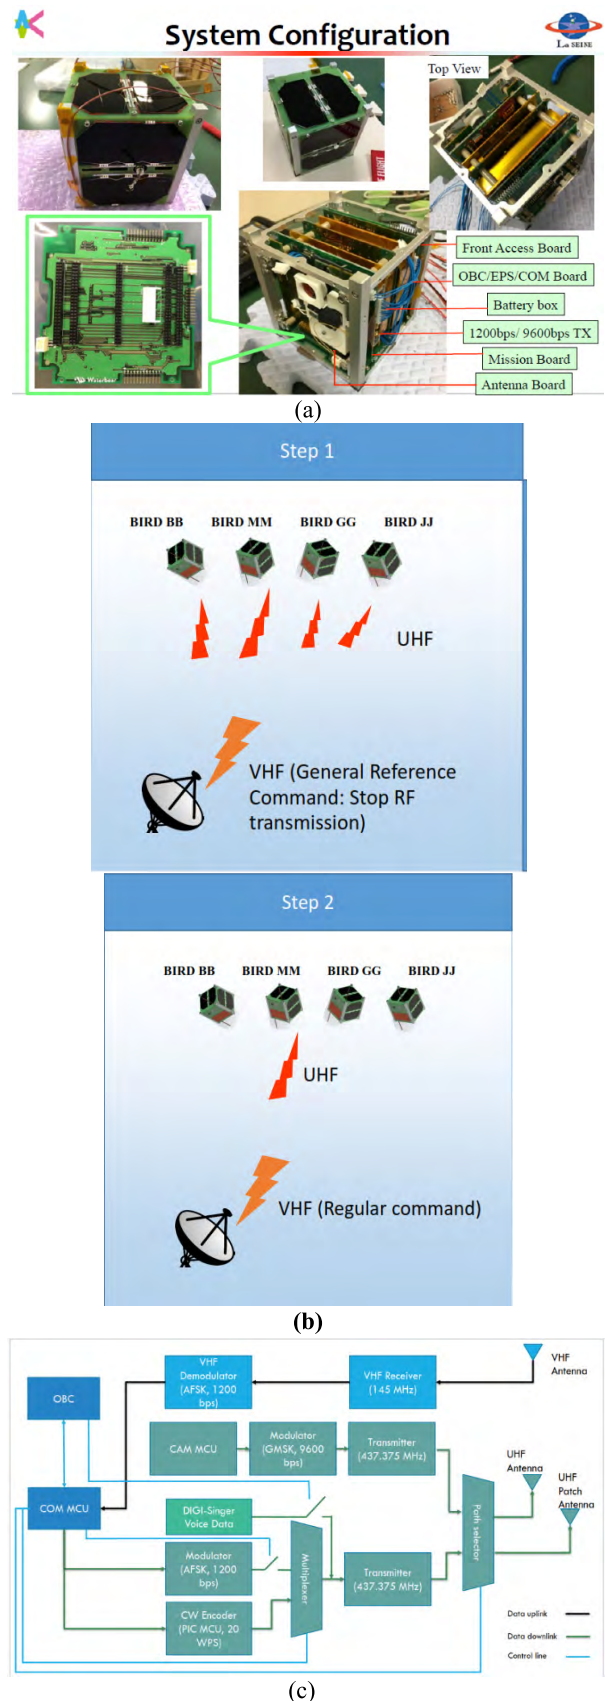 System Configuration
LaSEINE
Top View
Front Access Board
OBC/EPS/COM Board
Battery box
1200bps/ 9600bps TX
Mission Board
Antenna Board
(a)
Step 1
BIRD BB
BIRD MM
BIRD GG
BIRD JJ
UHF
VHF (General Reference
Command: Stop RF
transmission)
Step 2
BIRD BB
BIRD MM
BIRD GG
BIRD JJ
UHF
VHF (Regular command)
(b)
VHF
Demodulator
(AFSK, 1200
bps)
VHF Receiver
(145 MHz)
VHF
Antenna
OBC
CAM MCU
Modulator
(GMSK, 9600
bps)
Transmitter
(437.375 MHz)
UHF
Antenna
UHF
Patch
Antenna
COM MCU
DIGI-Singer
Voice Data
Path selector
Modulator
(AFSK, 1200
bps)
Multiplexer
Transmitter
(437.375 MHz)
CW Encoder
(PIC MCU, 20
WPS)
Data uplink
Data downlink
Control line
(c)